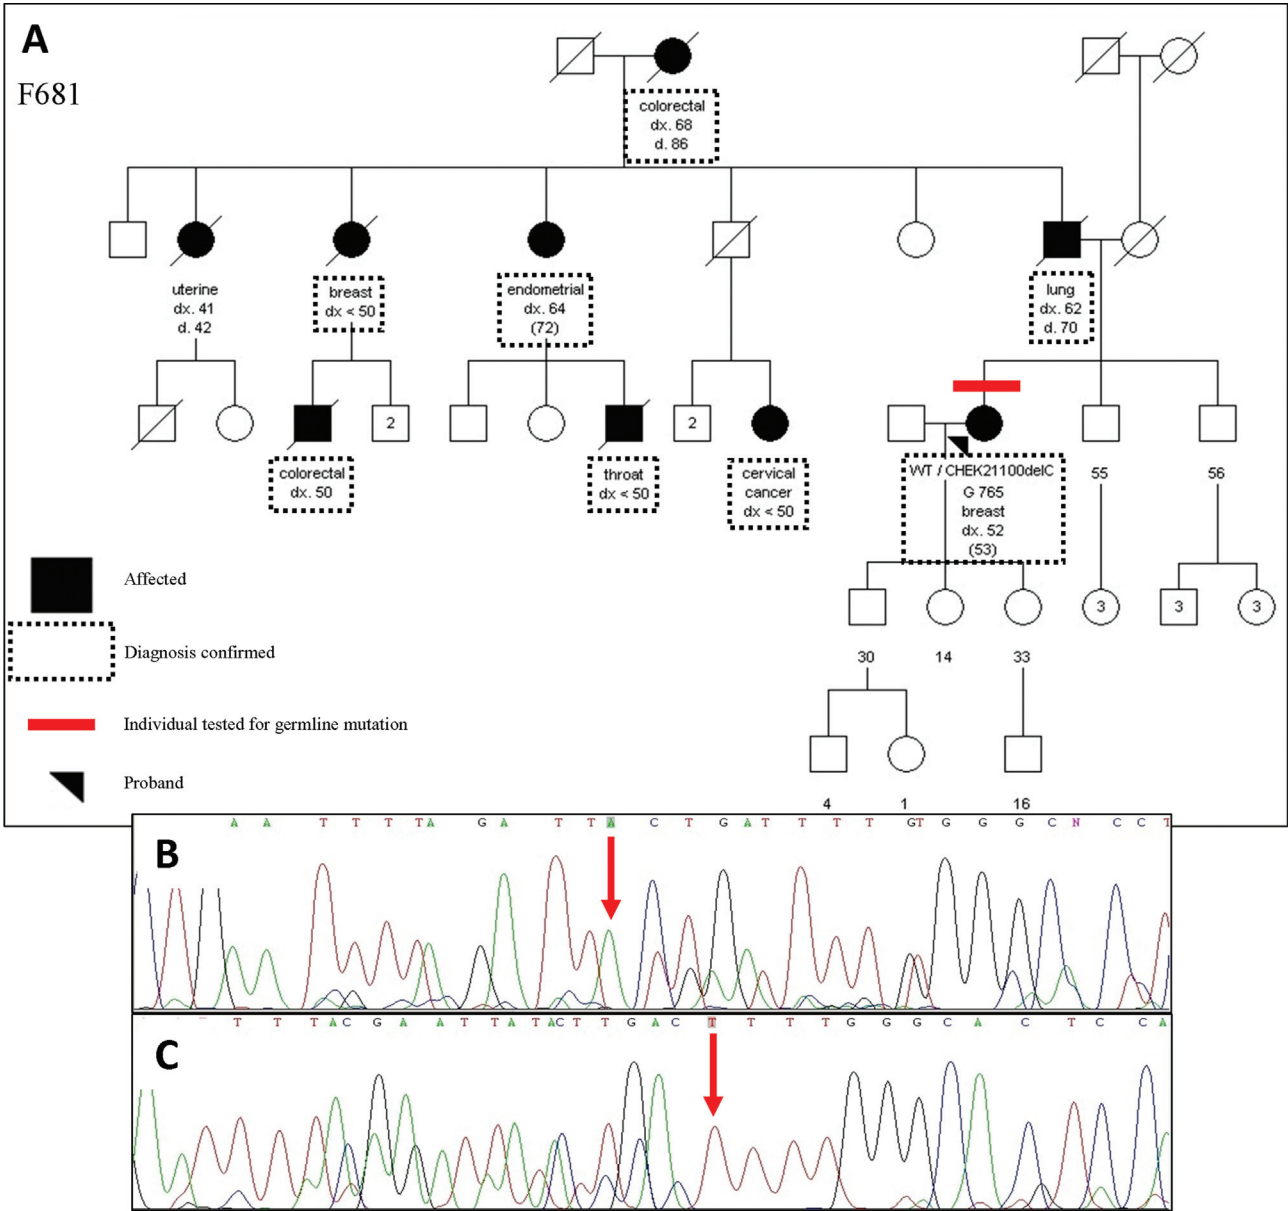 A
F681
colorectal
dx. 68
d. 86
uterine
dx. 41
d. 42
breast
dx < 50
endometrial
dx. 64
(72)
lung
dx. 62
d. 70
2
2
colorectal
dx. 50
throat
dx < 50
cervical
cancer
dx < 50
WT / CHEK21100delC
G 765
breast
dx. 52
(53)
55
56
3
3
3
30
14
33
4
1
16
Affected
Diagnosis confirmed
Individual tested for germline mutation
Proband
A A T T T T A G A T T A C T G A T T T T G T G G G C N C C T
B
T T T A C G A A T T A T A C T T G A C T T T T G G G C A C T C C A
C